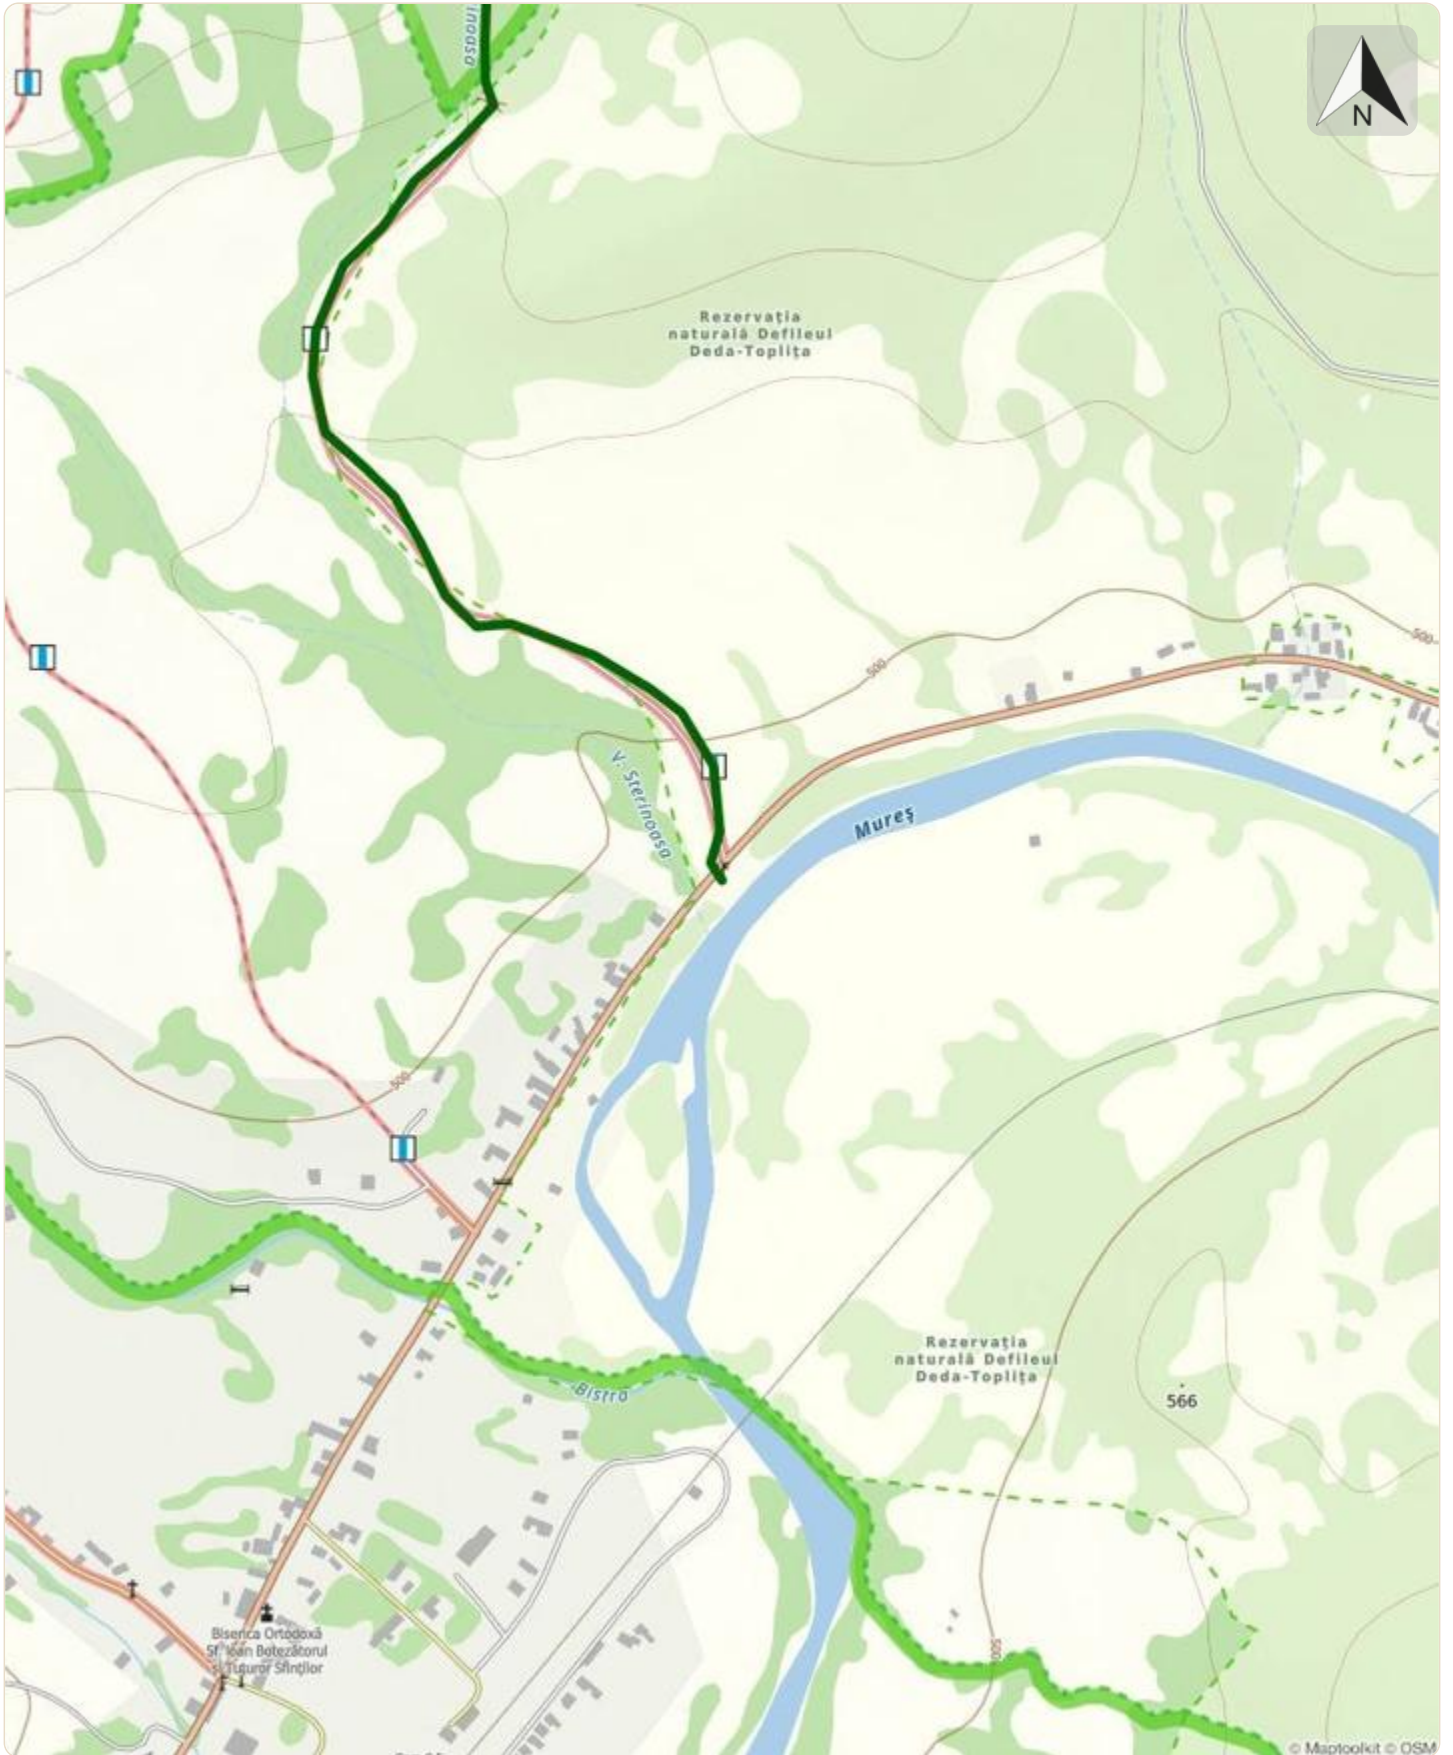 N
Rezervația
naturală Defileul
Deda-Toplița
500
500
V. Sterinoasa
Mureș
500
Rezervația
naturală Defileul
Deda-Toplița
566
Bistra
500
Biserica Ortodoxă
Sf. Ioan Botezătorul
și Tuturor Sfinților
© Maptoolkit © OSM